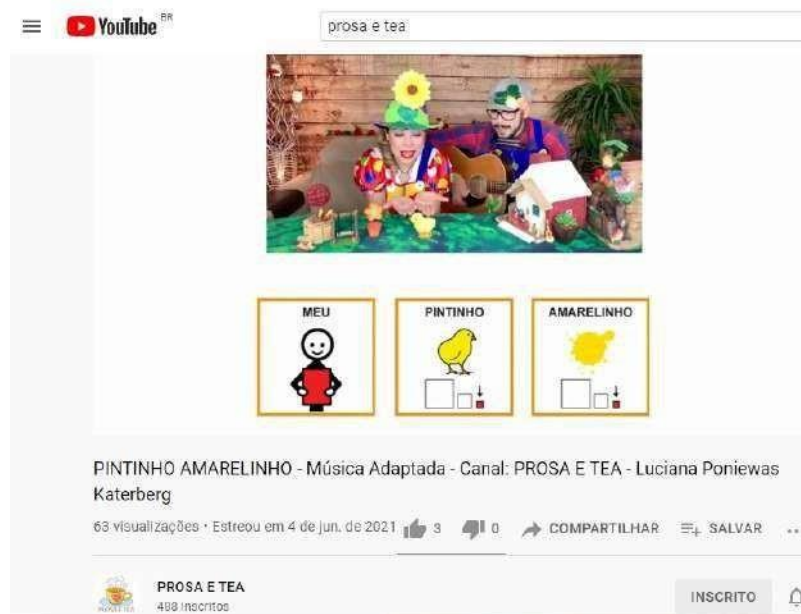 YouTube BR
prosa e tea
MEU
PINTINHO
AMARELINHO
PINTINHO AMARELINHO - Música Adaptada - Canal: PROSA E TEA - Luciana Poniewas
Katerberg
63 visualizações • Estreou em 4 de jun. de 2021 3 0 COMPARTILHAR SALVAR ...
PROSA E TEA
INSCRITO
488 inscritos